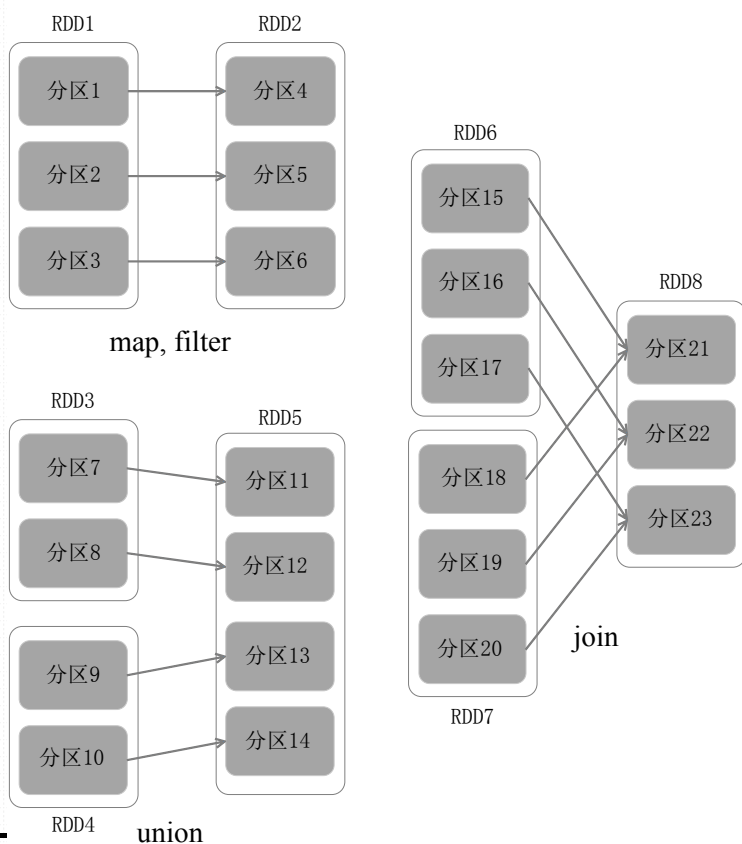 RDD1
RDD2
分区1
分区4
分区2
分区5
分区3
分区6
map, filter
RDD3
RDD5
分区7
分区11
分区8
分区12
分区9
分区13
分区10
分区14
RDD4
union
RDD6
分区15
分区16
分区17
RDD8
分区21
分区22
分区23
分区18
分区19
分区20
RDD7
join